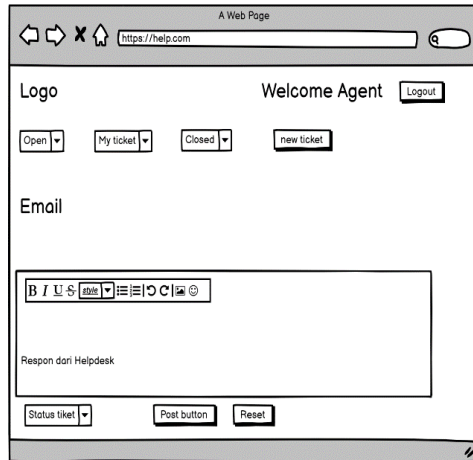 A Web Page
https://help.com
Logo
Welcome Agent
Logout
Open
My ticket
Closed
new ticket
Email
B I U S style
Respon dari Helpdesk
Status tiket
Post button
Reset